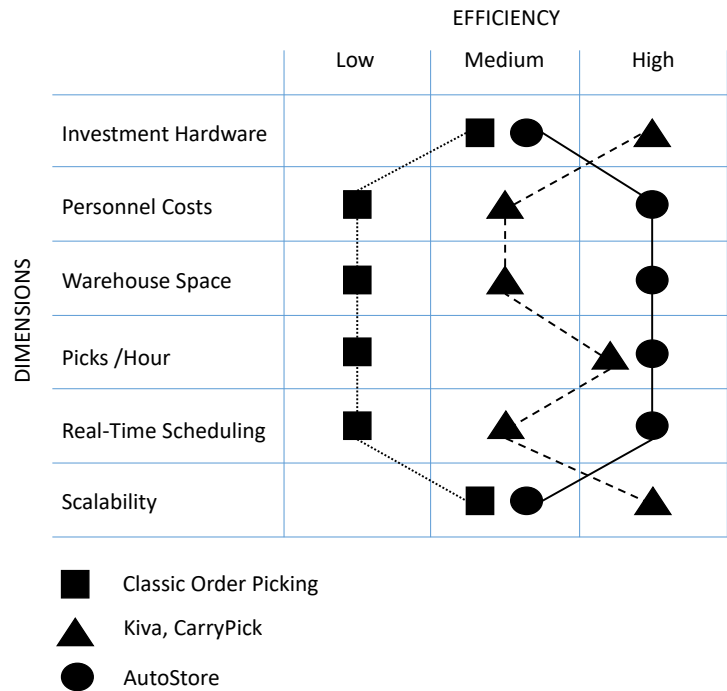 EFFICIENCY
Low Medium High
DIMENSIONS
Investment Hardware
Personnel Costs
Warehouse Space
Picks /Hour
Real-Time Scheduling
Scalability
Classic Order Picking
Kiva, CarryPick
AutoStore